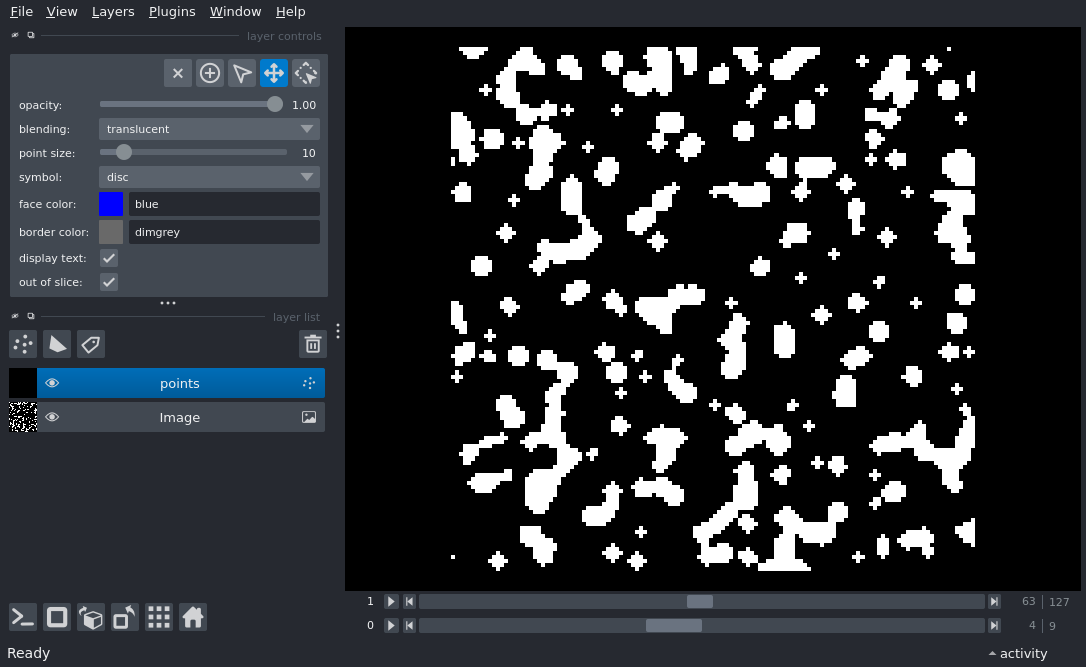 File View Layers Plugins Window Help
layer controls
opacity: 1.00
blending: translucent
point size: 10
symbol: disc
face color: blue
border color: dimgrey
display text:
out of slice:
layer list
points
Image
1 63 127
0 4 9
Ready activity